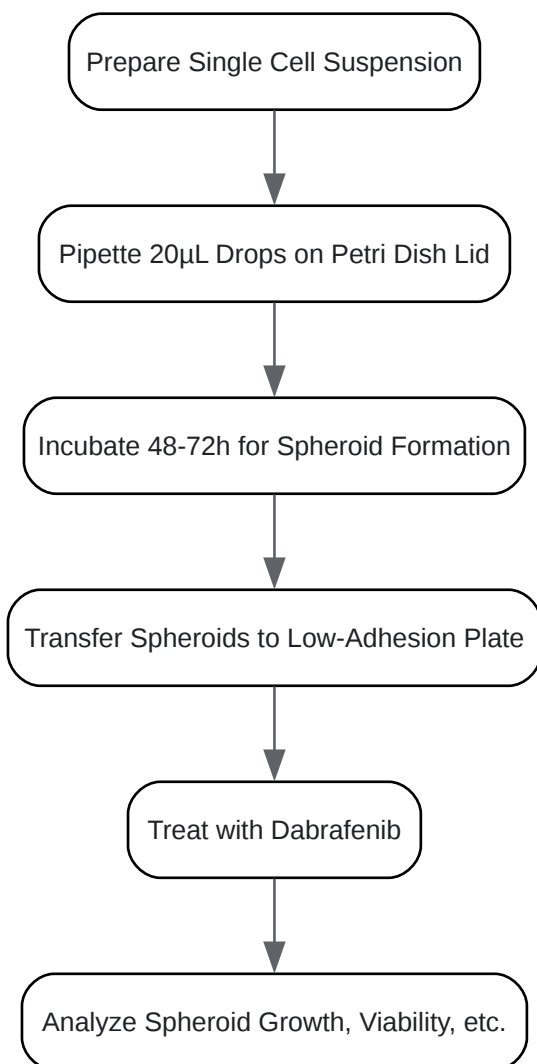 Prepare Single Cell Suspension
Pipette 20µL Drops on Petri Dish Lid
Incubate 48-72h for Spheroid Formation
Transfer Spheroids to Low-Adhesion Plate
Treat with Dabrafenib
Analyze Spheroid Growth, Viability, etc.